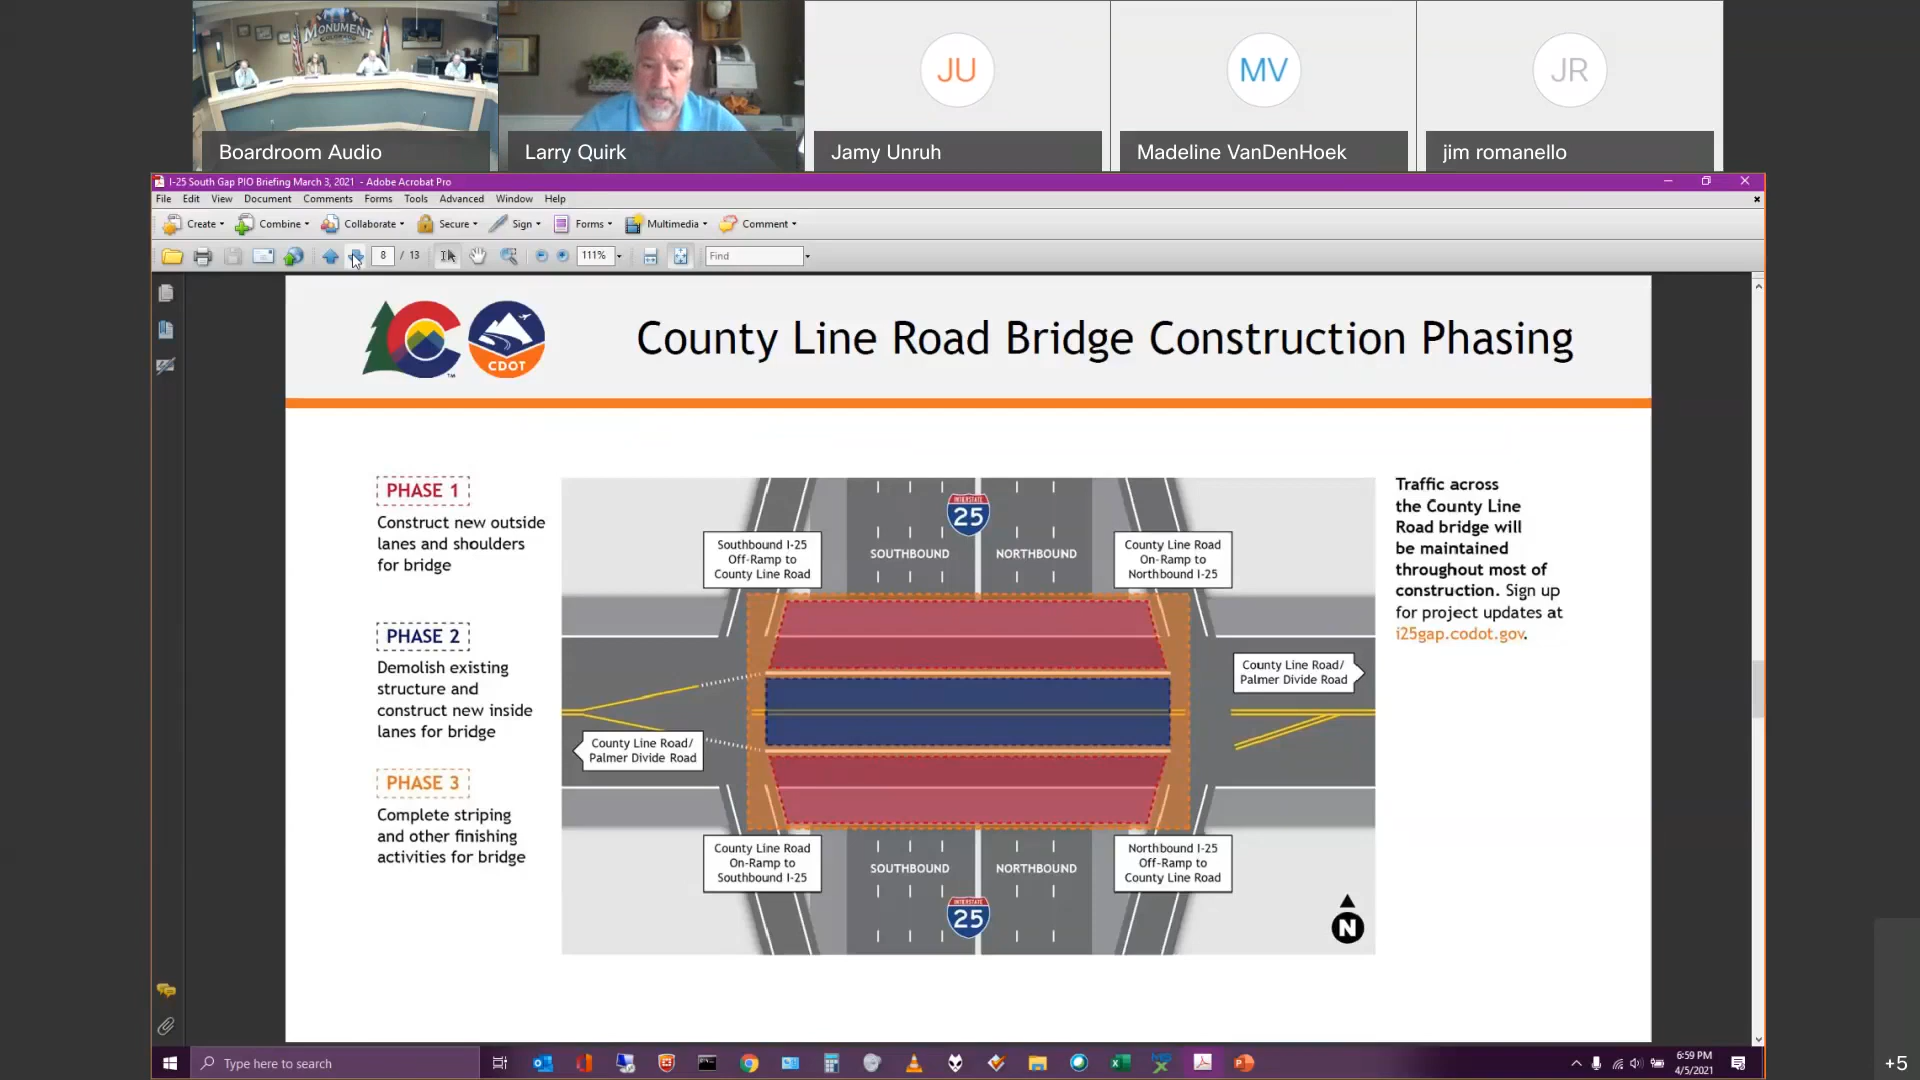 MONUMENT
JU
MV
JR
Boardroom Audio
Larry Quirk
Jamy Unruh
Madeline VanDenHoek
jim romanello
I-25 South Gap PIO Briefing March 3, 2021 - Adobe Acrobat Pro
File Edit View Document Comments Forms Tools Advanced Window Help
Create Combine Collaborate Secure Sign Forms Multimedia Comment
8 / 13 111% Find
CDOT
TM
County Line Road Bridge Construction Phasing
PHASE 1
Construct new outside
lanes and shoulders
for bridge
PHASE 2
Demolish existing
structure and
construct new inside
lanes for bridge
PHASE 3
Complete striping
and other finishing
activities for bridge
INTERSTATE
25
SOUTHBOUND
NORTHBOUND
Southbound I-25
Off-Ramp to
County Line Road
County Line Road
On-Ramp to
Northbound I-25
County Line Road/
Palmer Divide Road
County Line Road/
Palmer Divide Road
County Line Road
On-Ramp to
Southbound I-25
Northbound I-25
Off-Ramp to
County Line Road
SOUTHBOUND
NORTHBOUND
INTERSTATE
25
N
Traffic across
the County Line
Road bridge will
be maintained
throughout most of
construction. Sign up
for project updates at
i25gap.codot.gov.
Type here to search
6:59 PM
4/5/2021
+5